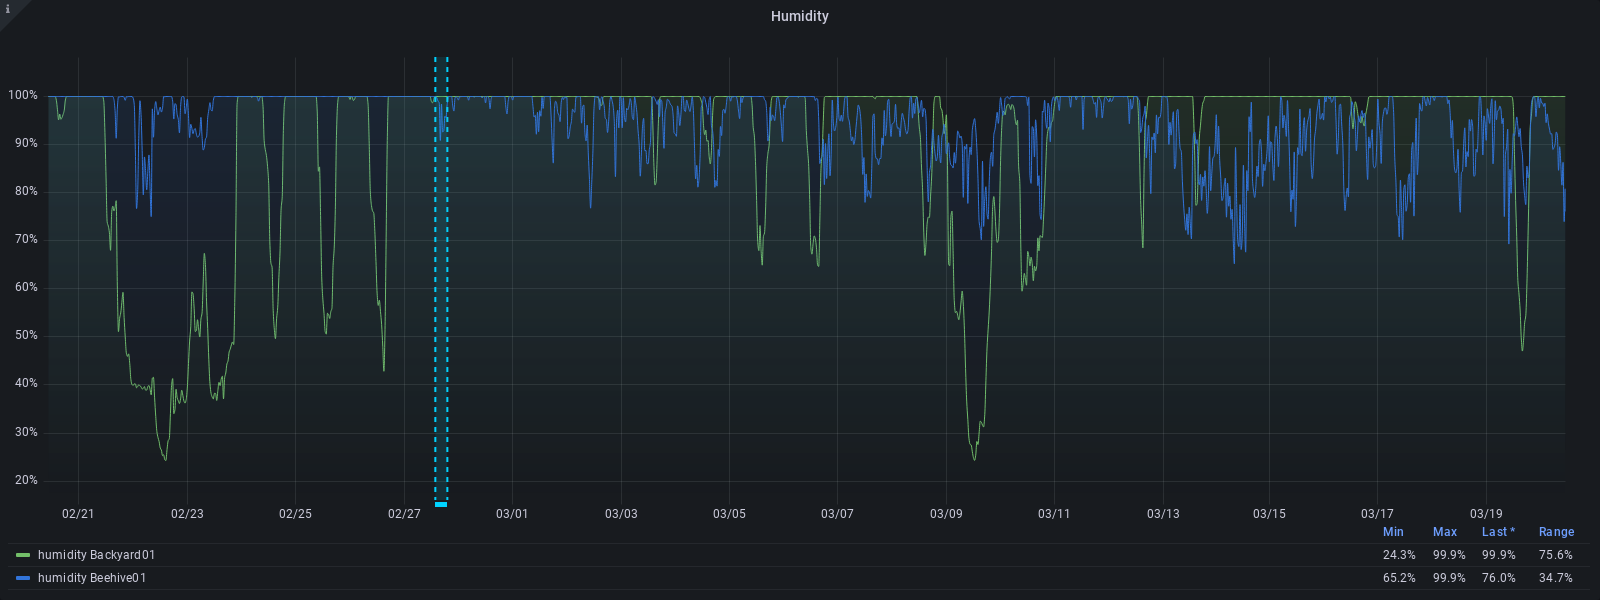 i
Humidity
100%
90%
80%
70%
60%
50%
40%
30%
20%
02/21 02/23 02/25 02/27 03/01 03/03 03/05 03/07 03/09 03/11 03/13 03/15 03/17 03/19
Min Max Last * Range
humidity Backyard01 24.3% 99.9% 99.9% 75.6%
humidity Beehive01 65.2% 99.9% 76.0% 34.7%